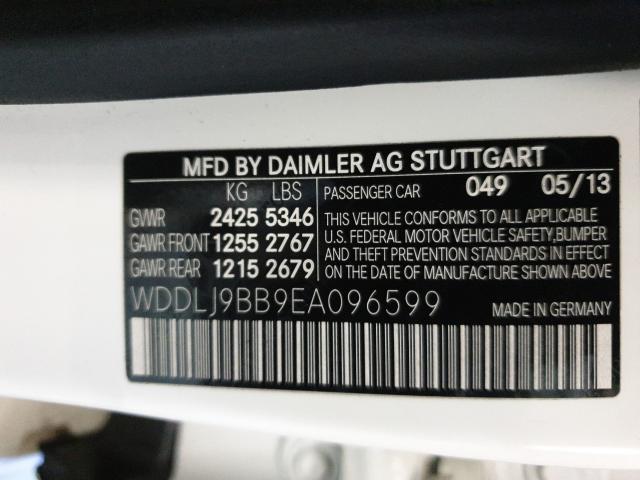 MFD BY DAIMLER AG STUTTGART
KG LBS PASSENGER CAR 049 05/13
GVWR 2425 5346 THIS VEHICLE CONFORMS TO ALL APPLICABLE
GAWR FRONT 1255 2767 U.S. FEDERAL MOTOR VEHICLE SAFETY,BUMPER
GAWR REAR 1215 2679 AND THEFT PREVENTION STANDARDS IN EFFECT
ON THE DATE OF MANUFACTURE SHOWN ABOVE
WDDLJ9BB9EA096599 MADE IN GERMANY